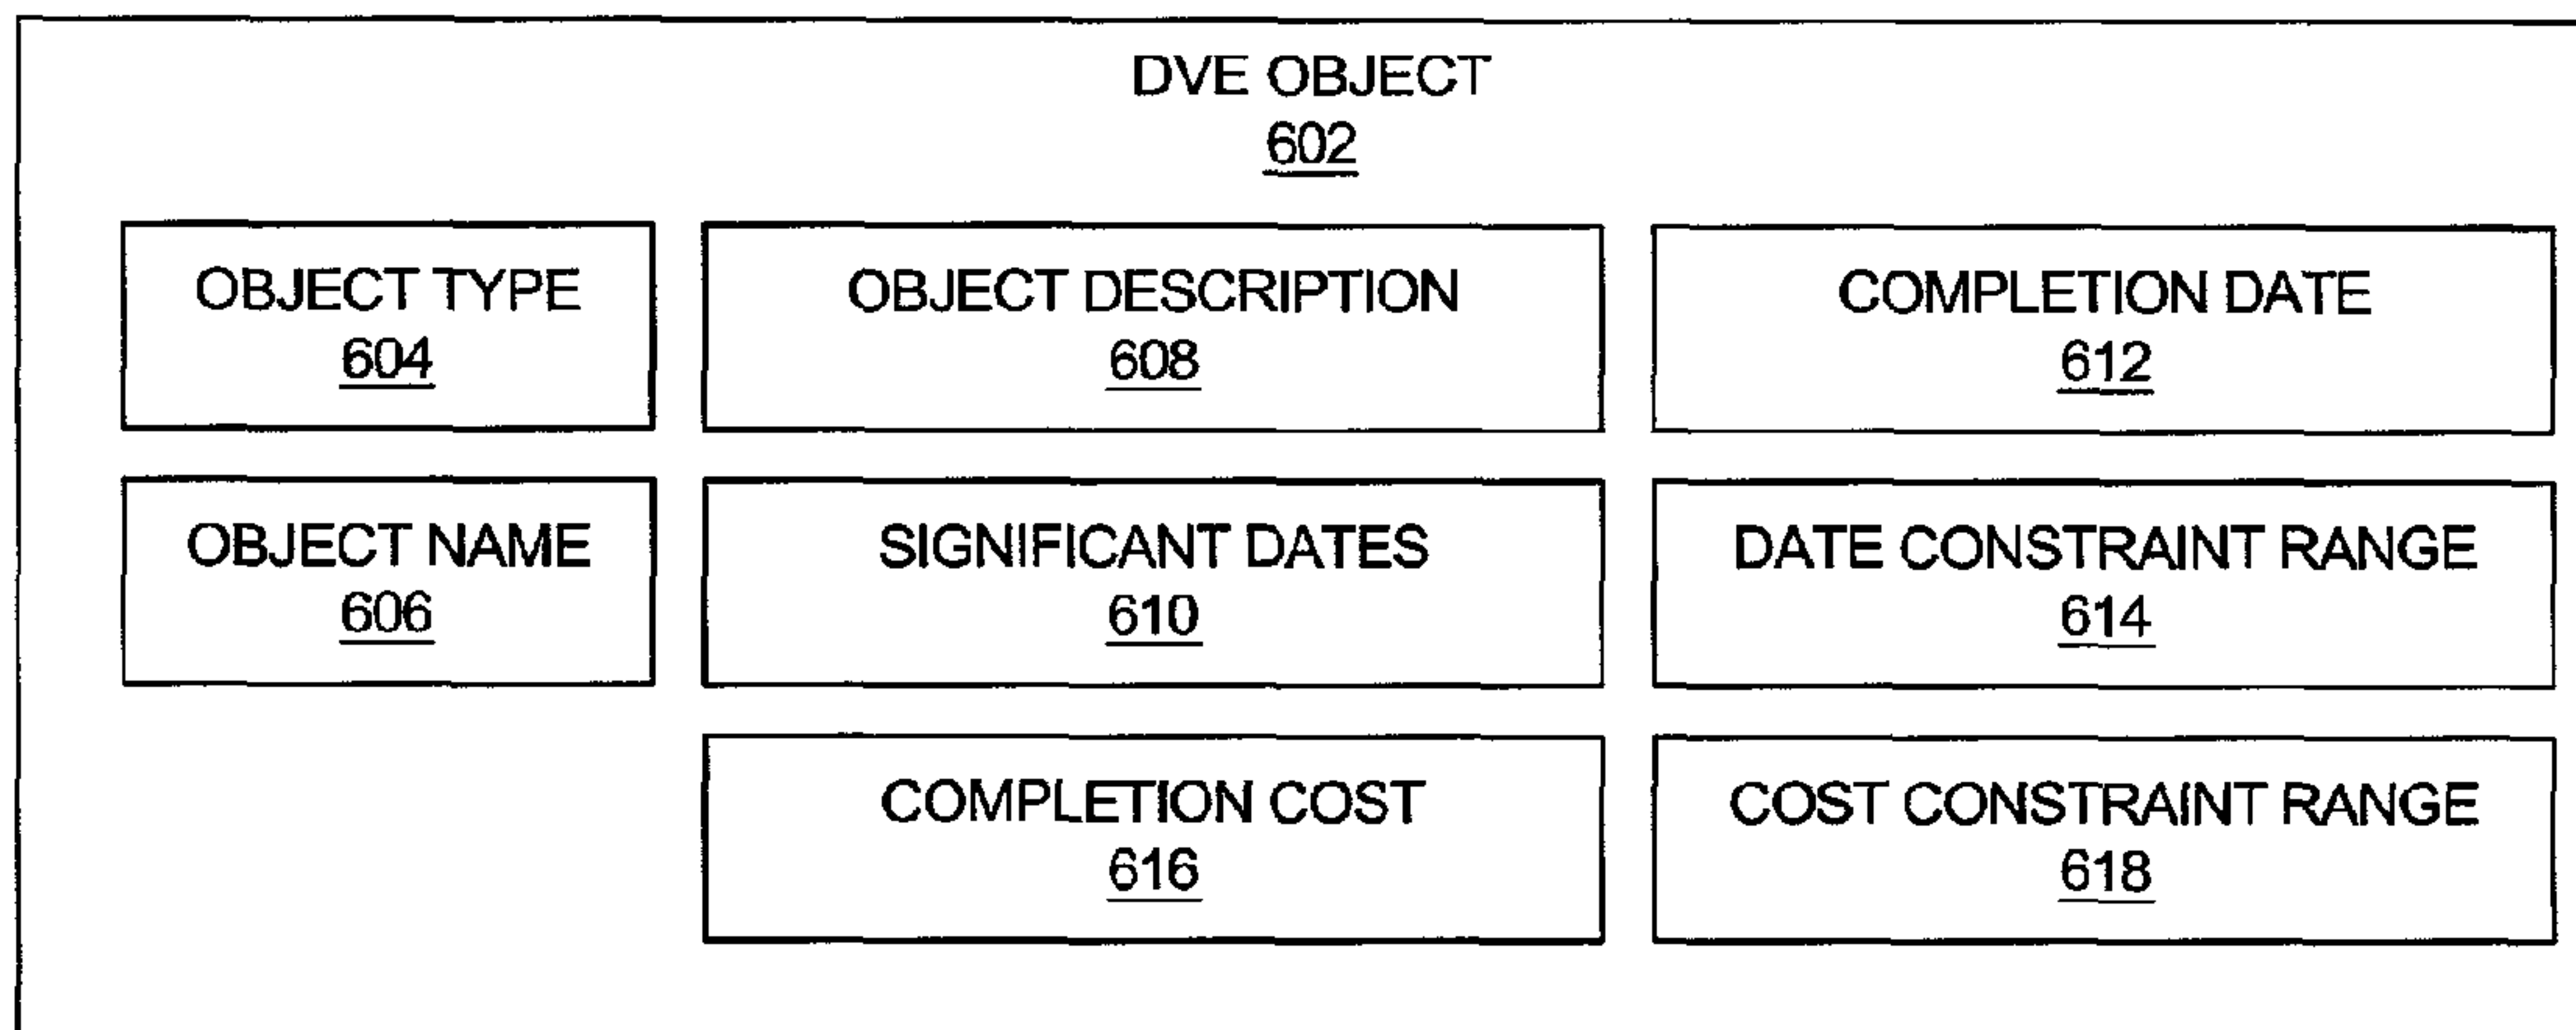 DVE OBJECT
602
OBJECT TYPE
604
OBJECT DESCRIPTION
608
COMPLETION DATE
612
OBJECT NAME
606
SIGNIFICANT DATES
610
DATE CONSTRAINT RANGE
614
COMPLETION COST
616
COST CONSTRAINT RANGE
618